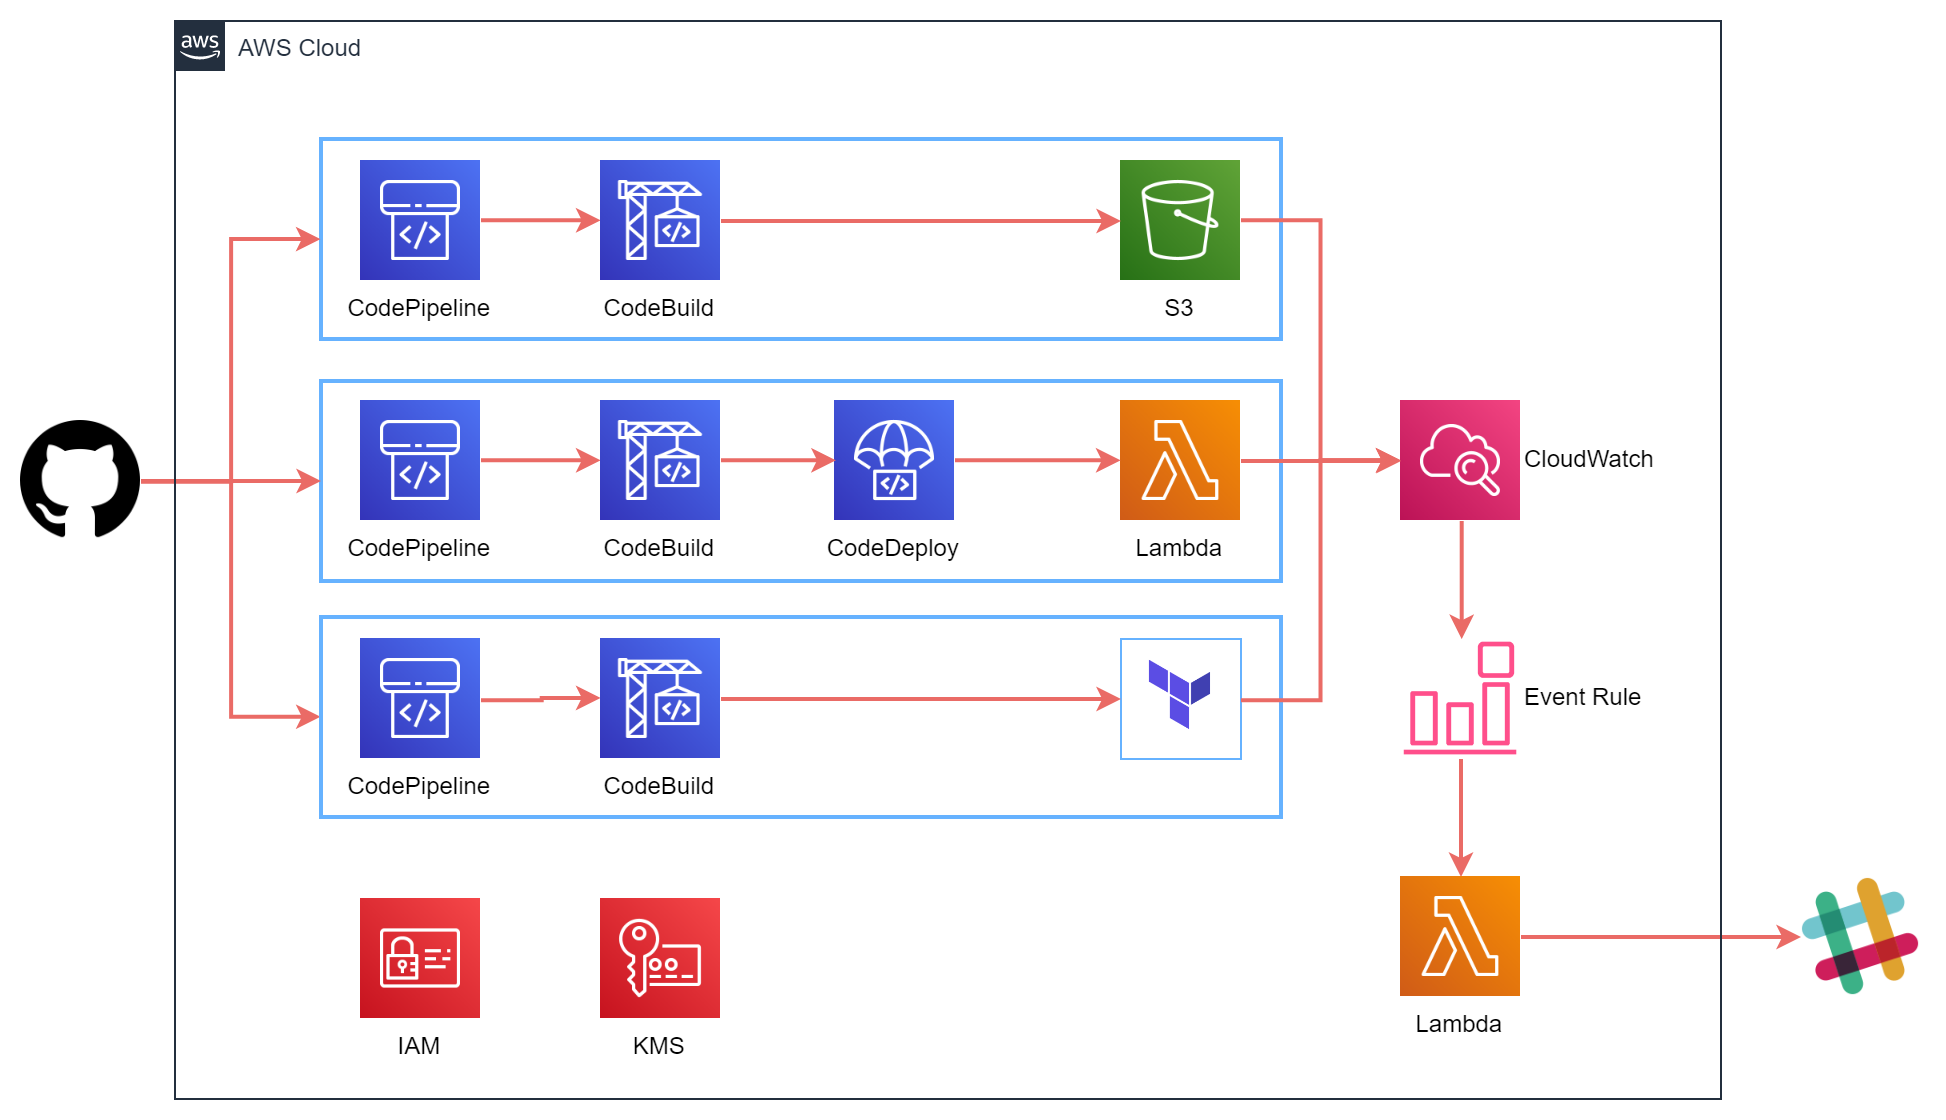 aws
AWS Cloud
CodePipeline
CodeBuild
S3
CodePipeline
CodeBuild
CodeDeploy
Lambda
CloudWatch
CodePipeline
CodeBuild
Event Rule
IAM
KMS
Lambda